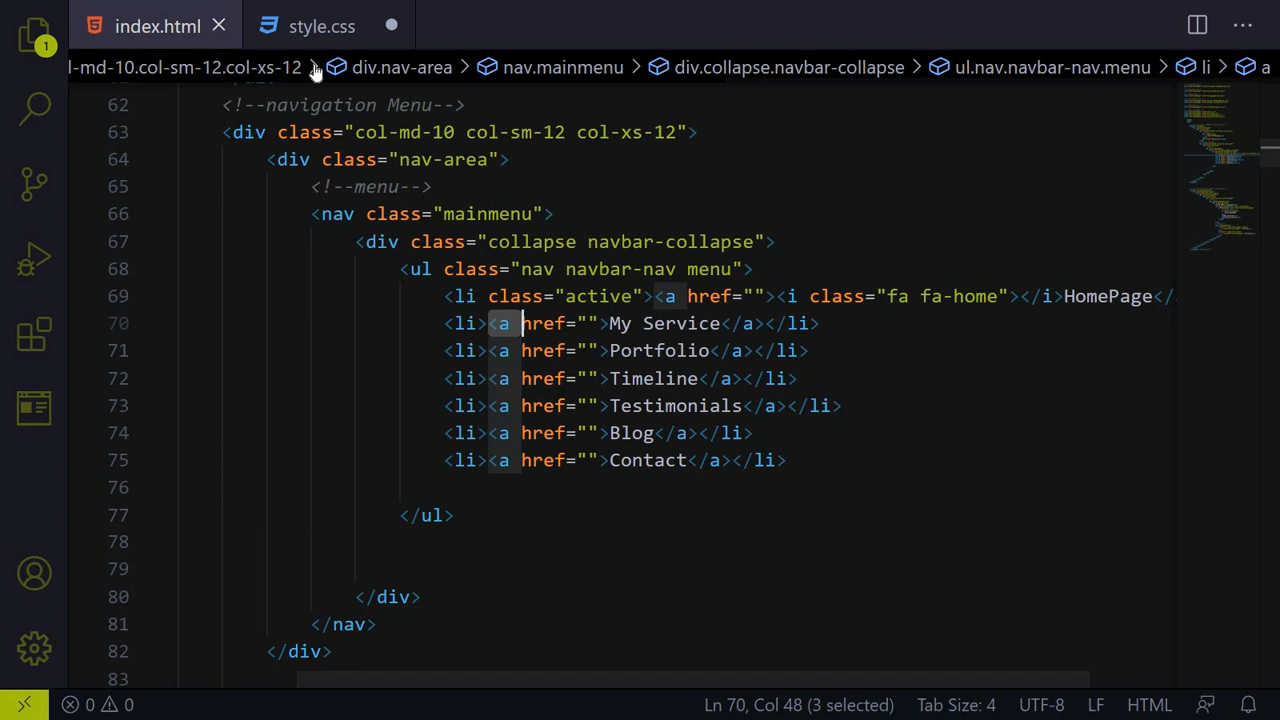 index.html
style.css
1
l-md-10.col-sm-12.col-xs-12 > div.nav-area > nav.mainmenu > div.collapse.navbar-collapse > ul.nav.navbar-nav.menu > li > a
62 <!--navigation Menu-->
63 <div class="col-md-10 col-sm-12 col-xs-12">
64 <div class="nav-area">
65 <!--menu-->
66 <nav class="mainmenu">
67 <div class="collapse navbar-collapse">
68 <ul class="nav navbar-nav menu">
69 <li class="active"><a href=""><i class="fa fa-home"></i>HomePage</
70 <li><a href="">My Service</a></li>
71 <li><a href="">Portfolio</a></li>
72 <li><a href="">Timeline</a></li>
73 <li><a href="">Testimonials</a></li>
74 <li><a href="">Blog</a></li>
75 <li><a href="">Contact</a></li>
76
77 </ul>
78
79
80 </div>
81 </nav>
82 </div>
83
0 0 Ln 70, Col 48 (3 selected) Tab Size: 4 UTF-8 LF HTML